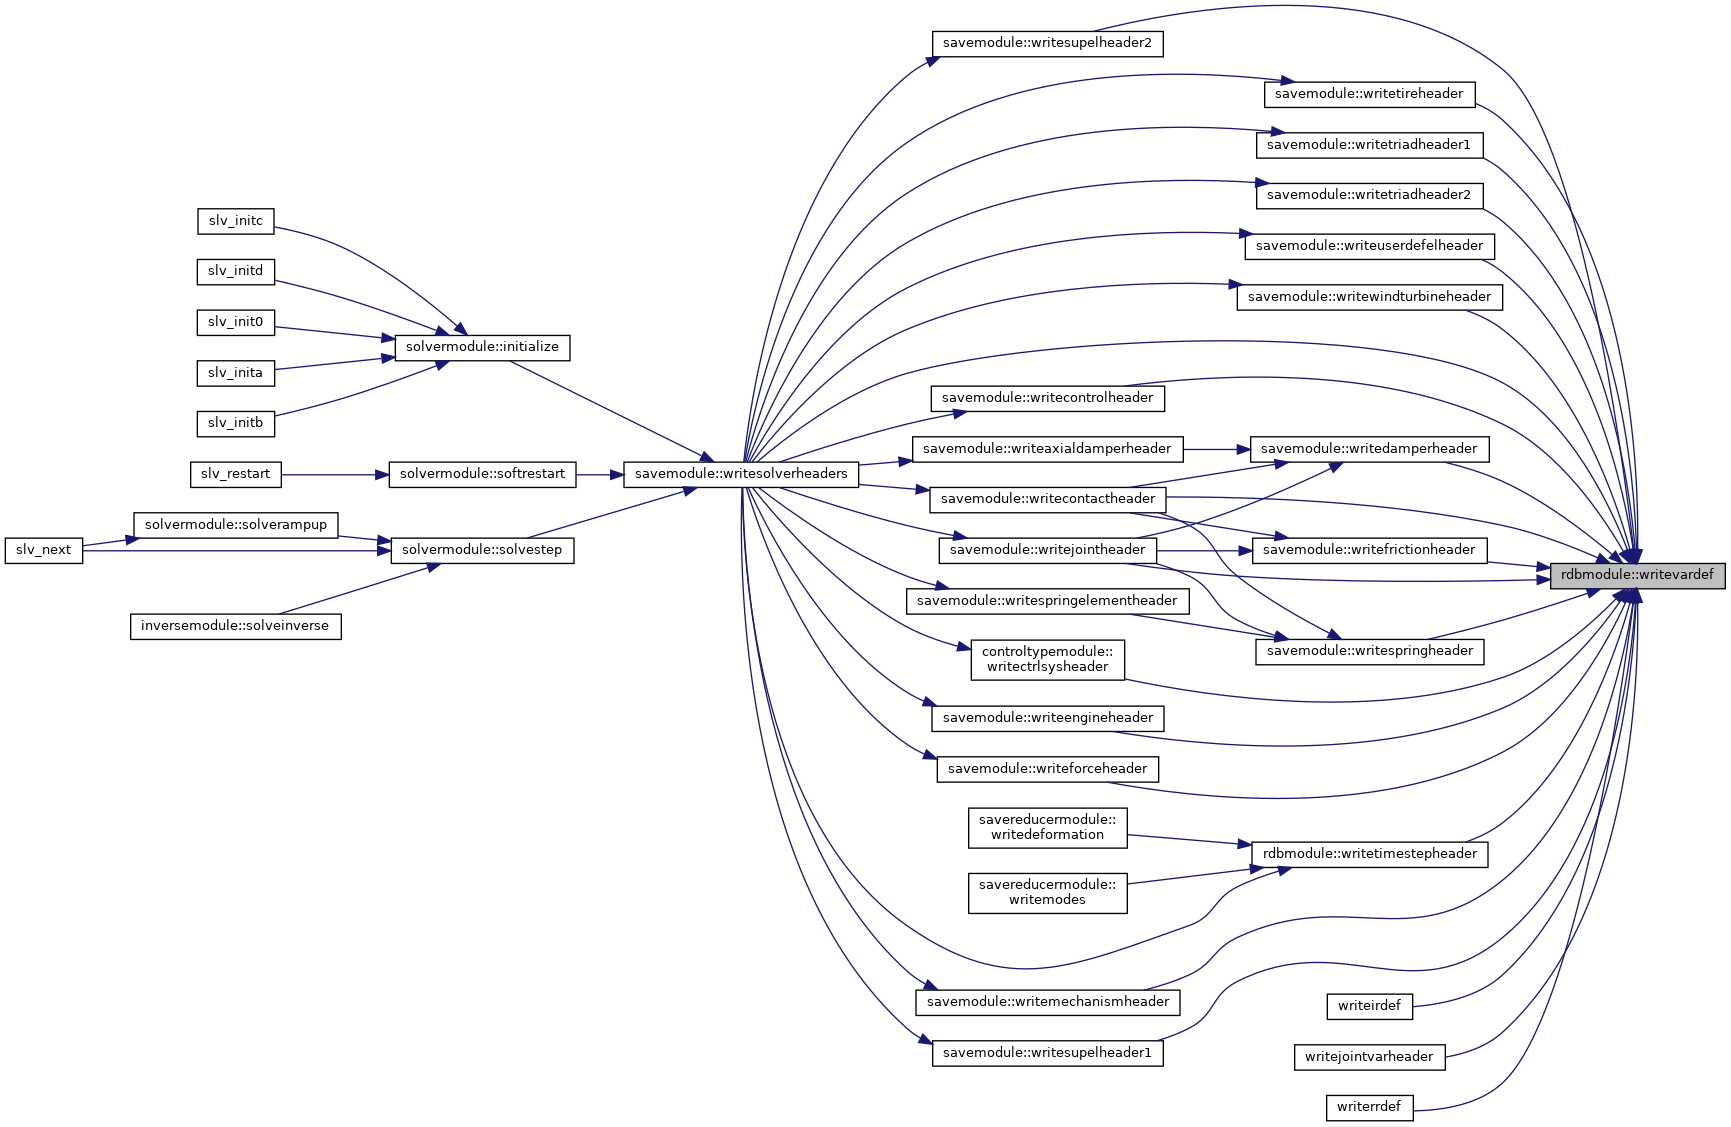 savemodule::writesupelheader2
savemodule::writetireheader
savemodule::writetriadheader1
savemodule::writetriadheader2
slv_initc
savemodule::writeuserdefelheader
slv_initd
savemodule::writewindturbineheader
slv_init0
solvermodule::initialize
slv_inita
savemodule::writecontrolheader
slv_initb
savemodule::writeaxialdamperheader
savemodule::writedamperheader
slv_restart
solvermodule::softrestart
savemodule::writesolverheaders
savemodule::writecontactheader
solvermodule::solverampup
slv_next
solvermodule::solvestep
savemodule::writejointheader
savemodule::writefrictionheader
rdbmodule::writevardef
savemodule::writespringelementheader
inversemodule::solveinverse
controltypemodule::
writectrlsysheader
savemodule::writespringheader
savemodule::writeengineheader
savemodule::writeforceheader
savereducermodule::
writedeformation
rdbmodule::writetimestepheader
savereducermodule::
writemodes
savemodule::writemechanismheader
writeirdef
savemodule::writesupelheader1
writejointvarheader
writerrdef